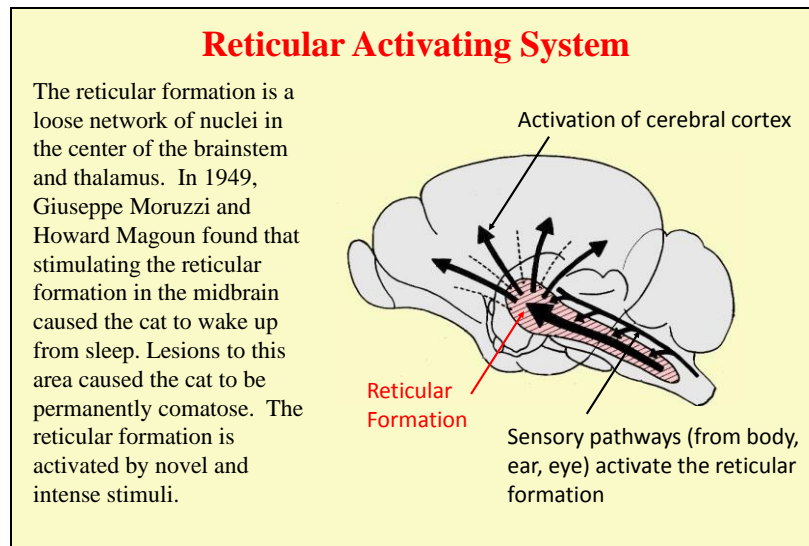 Reticular Activating System
The reticular formation is a
loose network of nuclei in
the center of the brainstem
and thalamus.  In 1949,
Giuseppe Moruzzi and
Howard Magoun found that
stimulating the reticular
formation in the midbrain
caused the cat to wake up
from sleep. Lesions to this
area caused the cat to be
permanently comatose.  The
reticular formation is
activated by novel and
intense stimuli.
Activation of cerebral cortex
Reticular
Formation
Sensory pathways (from body,
ear, eye) activate the reticular
formation